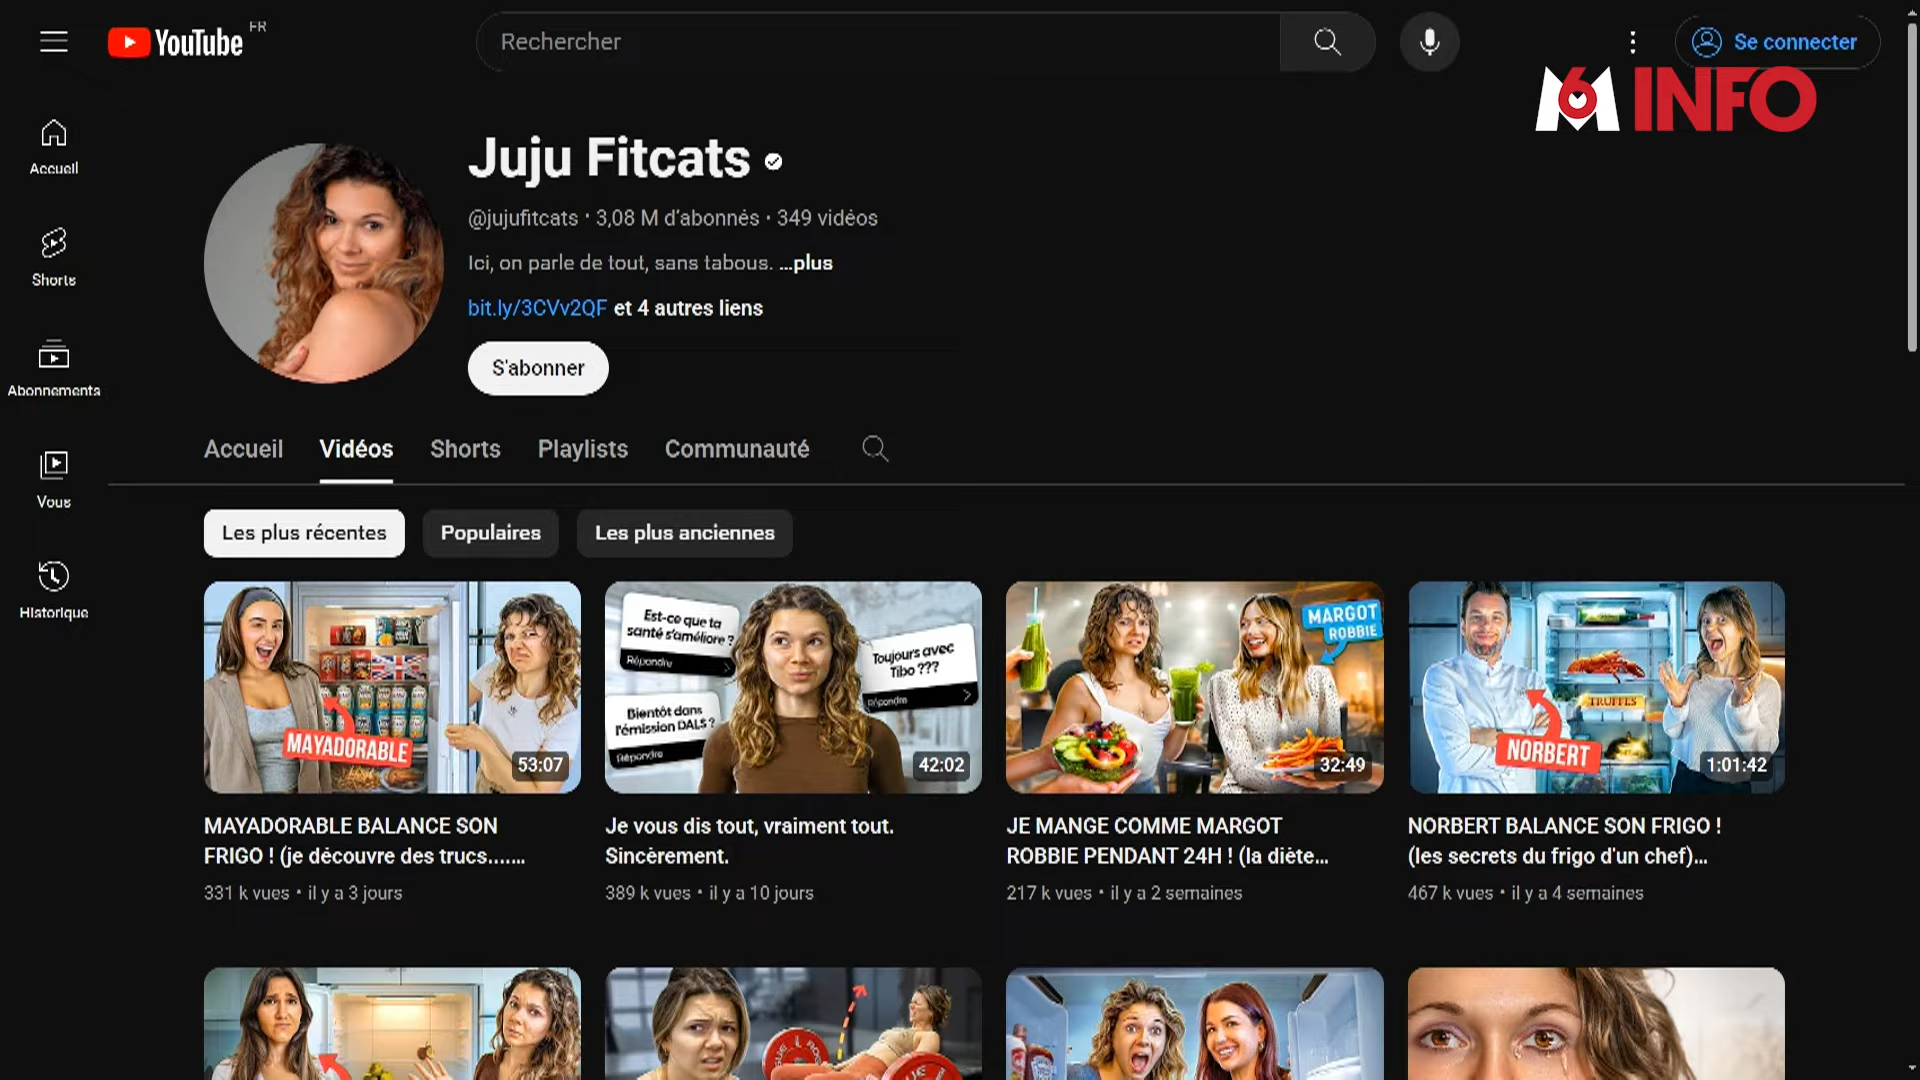 YouTube FR
Rechercher
Se connecter
M6 INFO
Accueil
Shorts
Abonnements
Vous
Historique
Juju Fitcats
@jujufitcats • 3,08 M d'abonnés • 349 vidéos
Ici, on parle de tout, sans tabous. ...plus
bit.ly/3CVv2QF et 4 autres liens
S'abonner
Accueil Vidéos Shorts Playlists Communauté
Les plus récentes Populaires Les plus anciennes
MAYADORABLE
53:07
Est-ce que ta
santé s'améliore ?
Répondre
Toujours avec
Tibo ???
Répondre
Bientôt dans
l'émission DALS ?
Répondre
42:02
MARGOT
ROBBIE
32:49
TRUFFES
NORBERT
1:01:42
MAYADORABLE BALANCE SON
FRIGO ! (je découvre des trucs.......
331 k vues • il y a 3 jours
Je vous dis tout, vraiment tout.
Sincèrement.
389 k vues • il y a 10 jours
JE MANGE COMME MARGOT
ROBBIE PENDANT 24H ! (la diète...
217 k vues • il y a 2 semaines
NORBERT BALANCE SON FRIGO !
(les secrets du frigo d'un chef)...
467 k vues • il y a 4 semaines